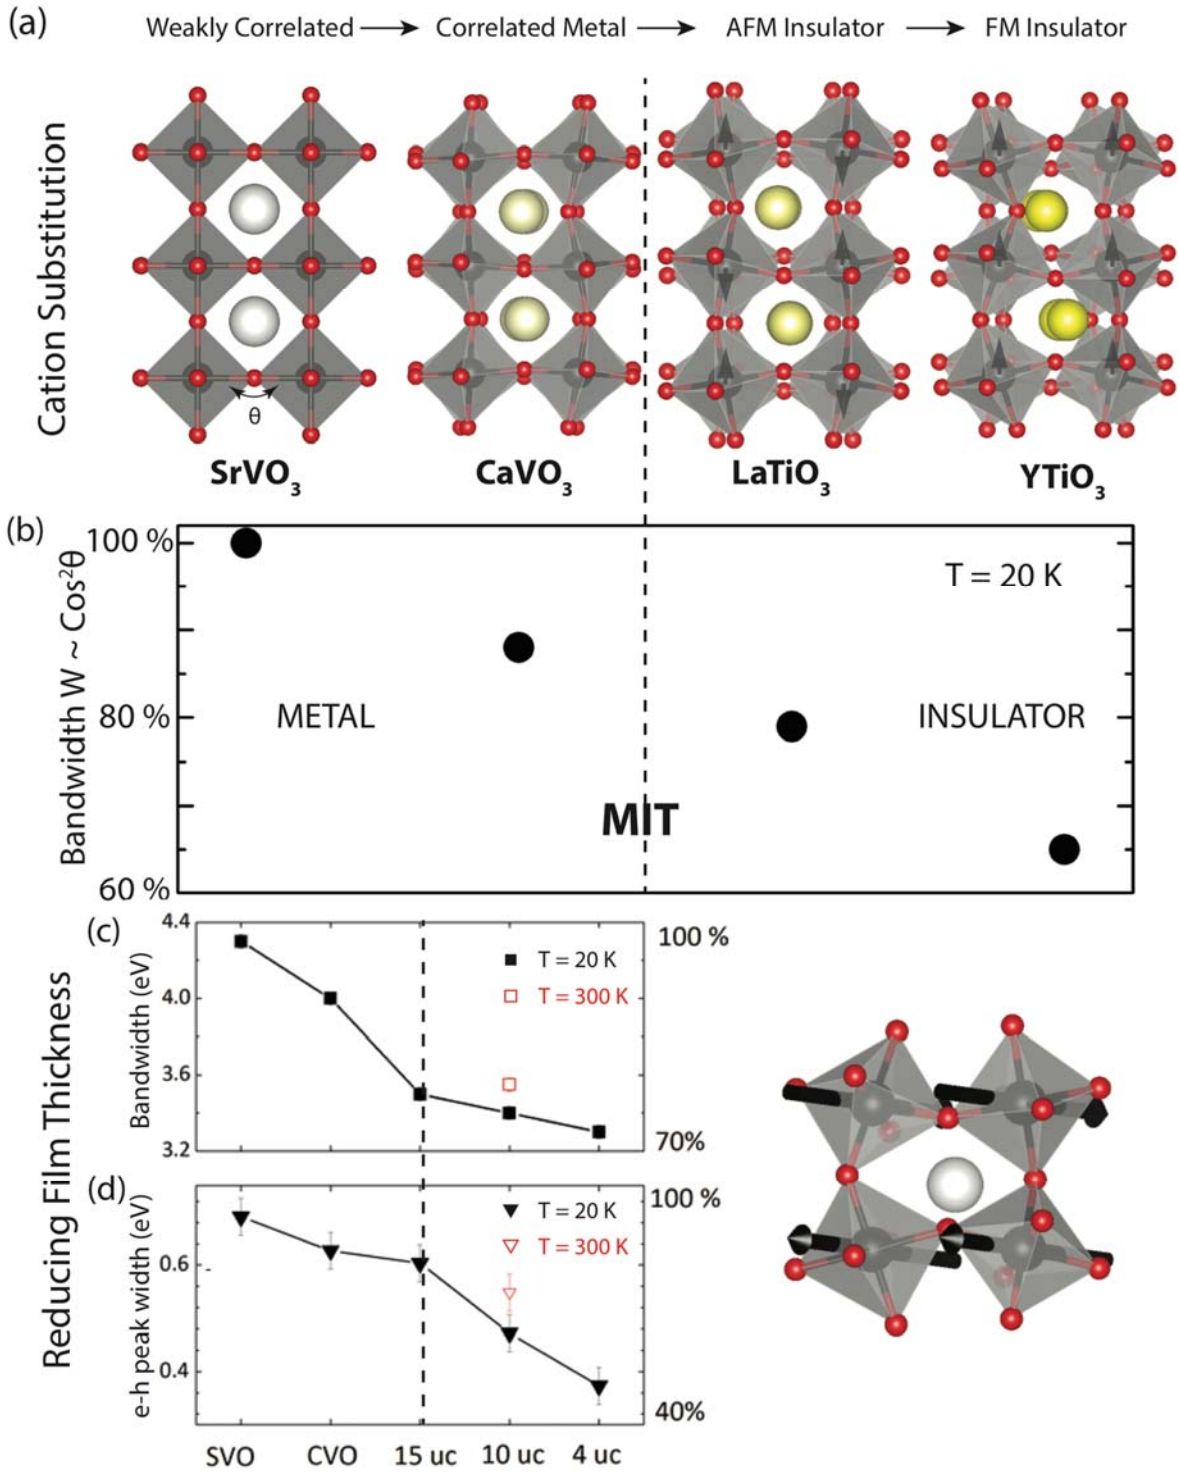 (a)
Weakly Correlated → Correlated Metal → AFM Insulator → FM Insulator
Cation Substitution
θ
SrVO₃ CaVO₃ LaTiO₃ YTiO₃
(b)
Bandwidth W ~ Cos²θ
100 %
80 %
60 %
T = 20 K
METAL
INSULATOR
MIT
Reducing Film Thickness
(c)
Bandwidth (eV)
4.4
4.0
3.6
3.2
T = 20 K
T = 300 K
100 %
70%
(d)
e-h peak width (eV)
0.6
0.4
T = 20 K
T = 300 K
100 %
40%
SVO CVO 15 uc 10 uc 4 uc